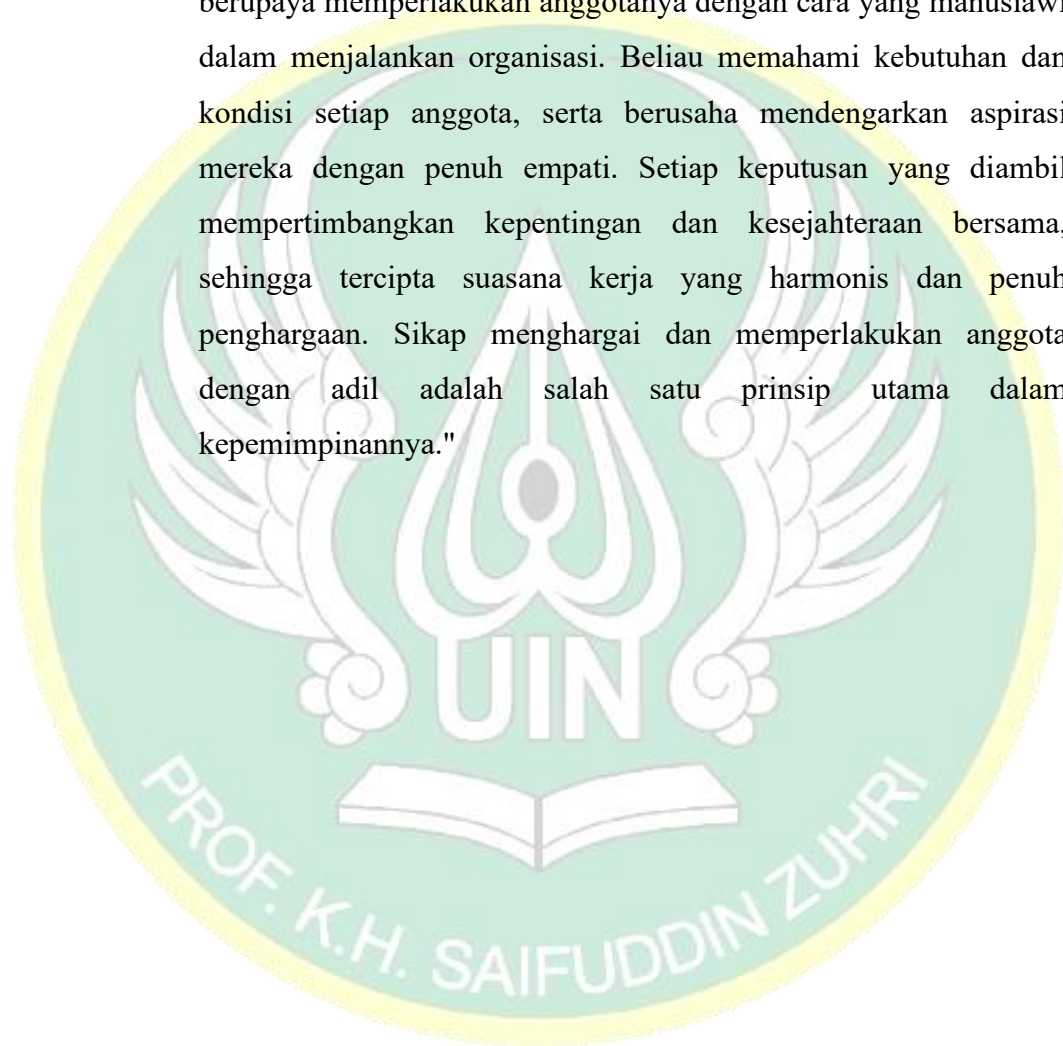 berupaya memperlakukan anggotanya dengan cara yang manusiawi
dalam menjalankan organisasi. Beliau memahami kebutuhan dan
kondisi setiap anggota, serta berusaha mendengarkan aspirasi
mereka dengan penuh empati. Setiap keputusan yang diambil
mempertimbangkan kepentingan dan kesejahteraan bersama,
sehingga tercipta suasana kerja yang harmonis dan penuh
penghargaan. Sikap menghargai dan memperlakukan anggota
dengan adil adalah salah satu prinsip utama dalam
kepemimpinannya."
UIN
PROF. K.H. SAIFUDDIN ZUHRI